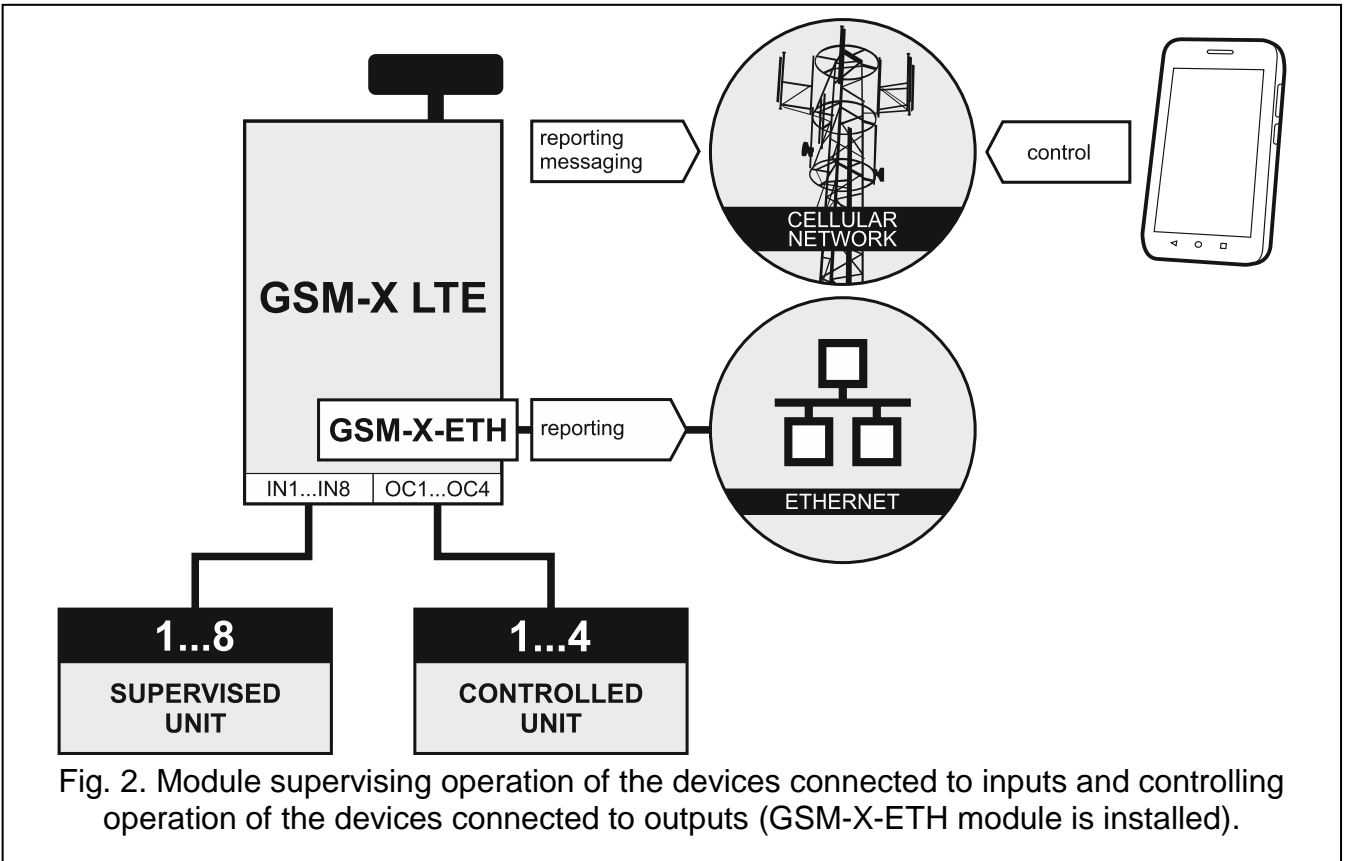 reporting
messaging
control
CELLULAR
NETWORK
GSM-X LTE
GSM-X-ETH
reporting
ETHERNET
IN1...IN8
OC1...OC4
1...8
SUPERVISED
UNIT
1...4
CONTROLLED
UNIT
Fig. 2. Module supervising operation of the devices connected to inputs and controlling
operation of the devices connected to outputs (GSM-X-ETH module is installed).